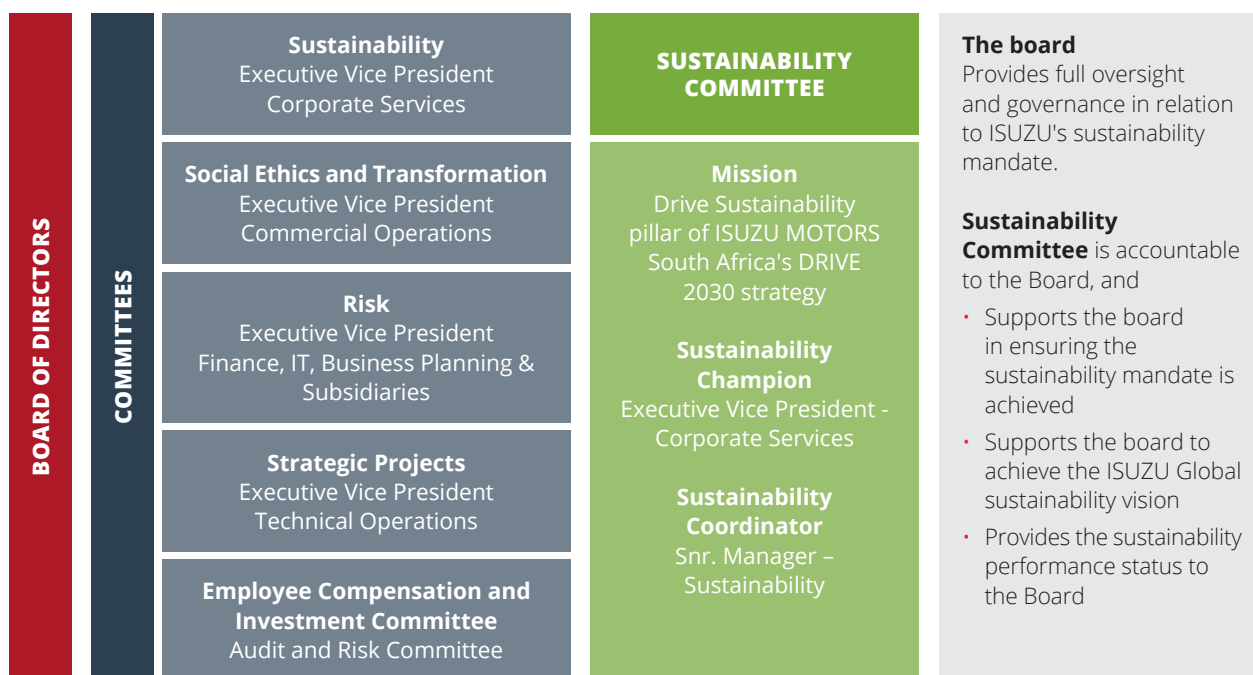 BOARD OF DIRECTORS
COMMITTEES
Sustainability
Executive Vice President
Corporate Services
Social Ethics and Transformation
Executive Vice President
Commercial Operations
Risk
Executive Vice President
Finance, IT, Business Planning &
Subsidiaries
Strategic Projects
Executive Vice President
Technical Operations
Employee Compensation and
Investment Committee
Audit and Risk Committee
SUSTAINABILITY
COMMITTEE
Mission
Drive Sustainability
pillar of ISUZU MOTORS
South Africa's DRIVE
2030 strategy
Sustainability
Champion
Executive Vice President -
Corporate Services
Sustainability
Coordinator
Snr. Manager –
Sustainability
The board
Provides full oversight
and governance in relation
to ISUZU's sustainability
mandate.
Sustainability
Committee is accountable
to the Board, and
• Supports the board
in ensuring the
sustainability mandate is
achieved
• Supports the board to
achieve the ISUZU Global
sustainability vision
• Provides the sustainability
performance status to
the Board